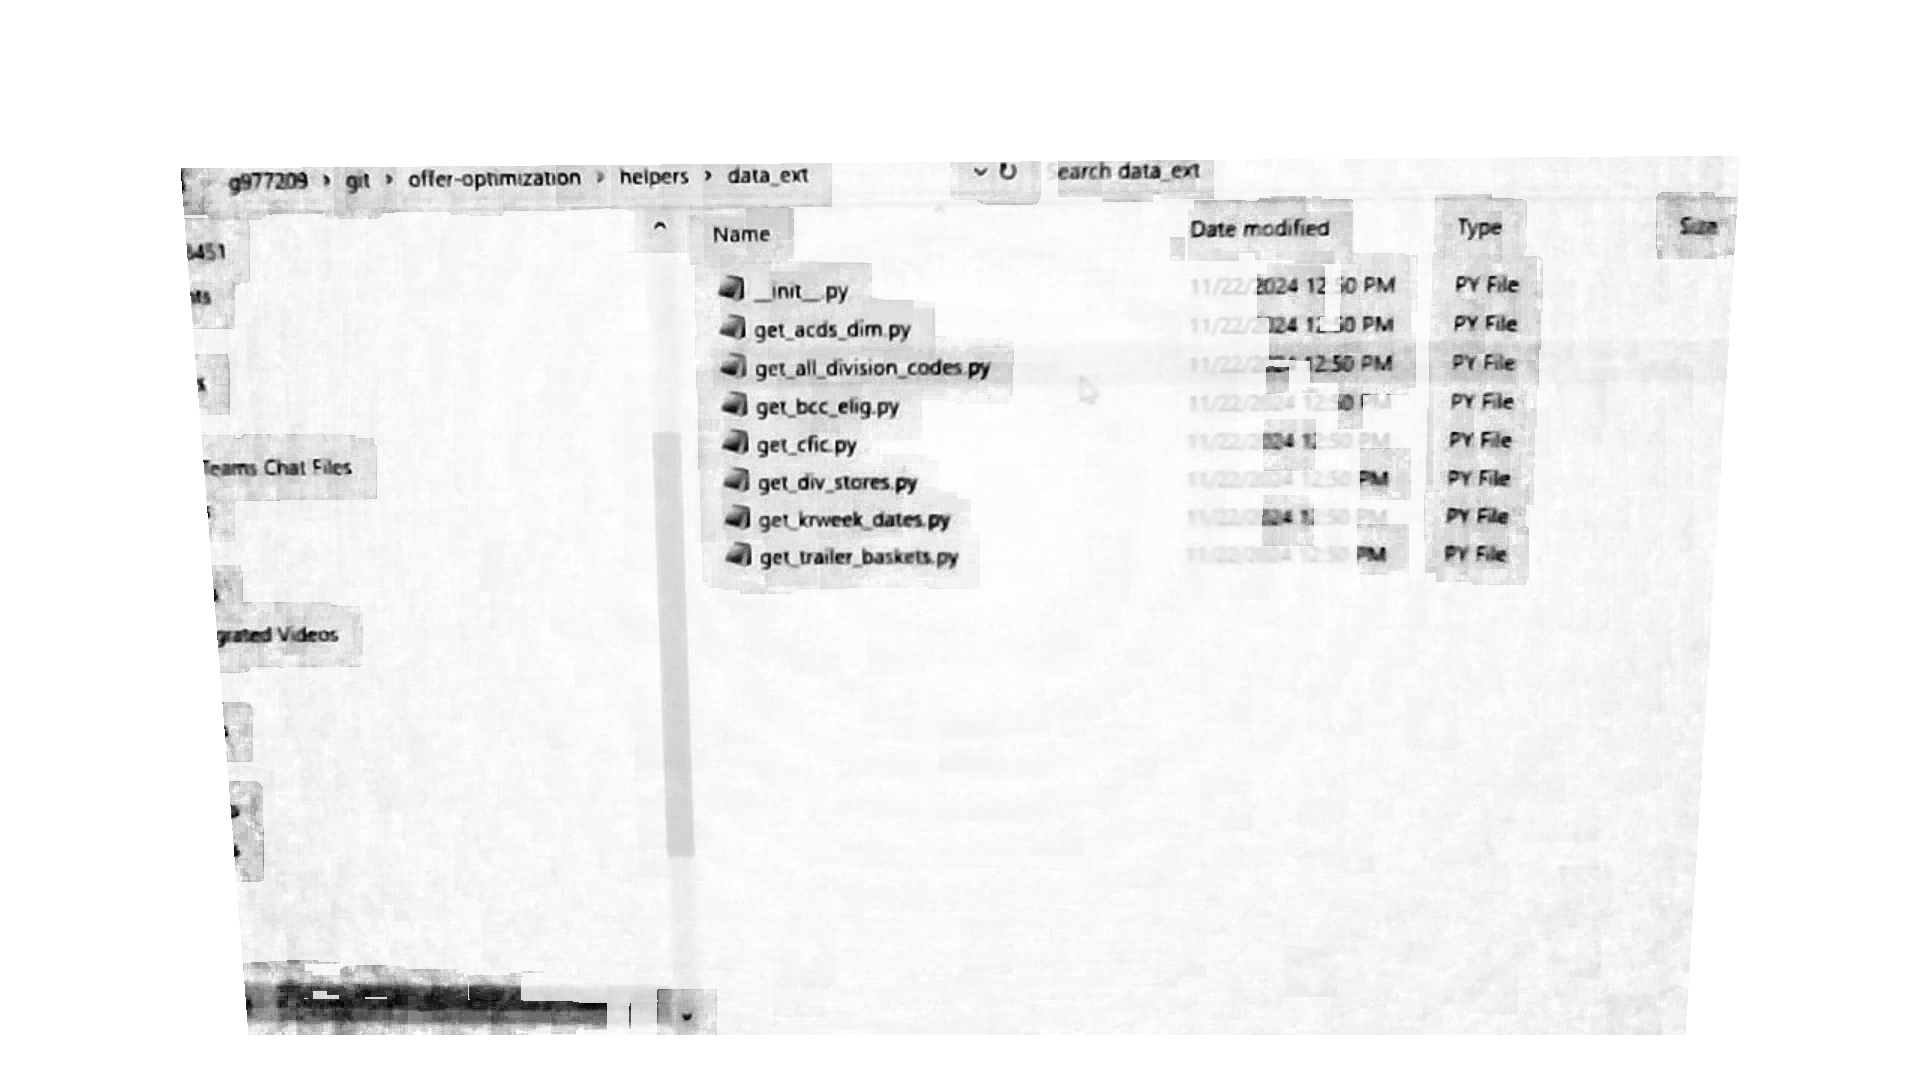 g977209 › git › offer-optimization › helpers › data_ext
earch data_ext
Name Date modified Type Size
__init__.py 11/22/2024 12:50 PM PY File
get_acds_dim.py 11/22/2024 12:50 PM PY File
get_all_division_codes.py 11/22/2024 12:50 PM PY File
get_bcc_elig.py 11/22/2024 12:50 PM PY File
get_cfic.py 11/22/2024 12:50 PM PY File
get_div_stores.py 11/22/2024 12:50 PM PY File
get_krweek_dates.py 11/22/2024 12:50 PM PY File
get_trailer_baskets.py 11/22/2024 12:50 PM PY File
451
Teams Chat Files
grated Videos